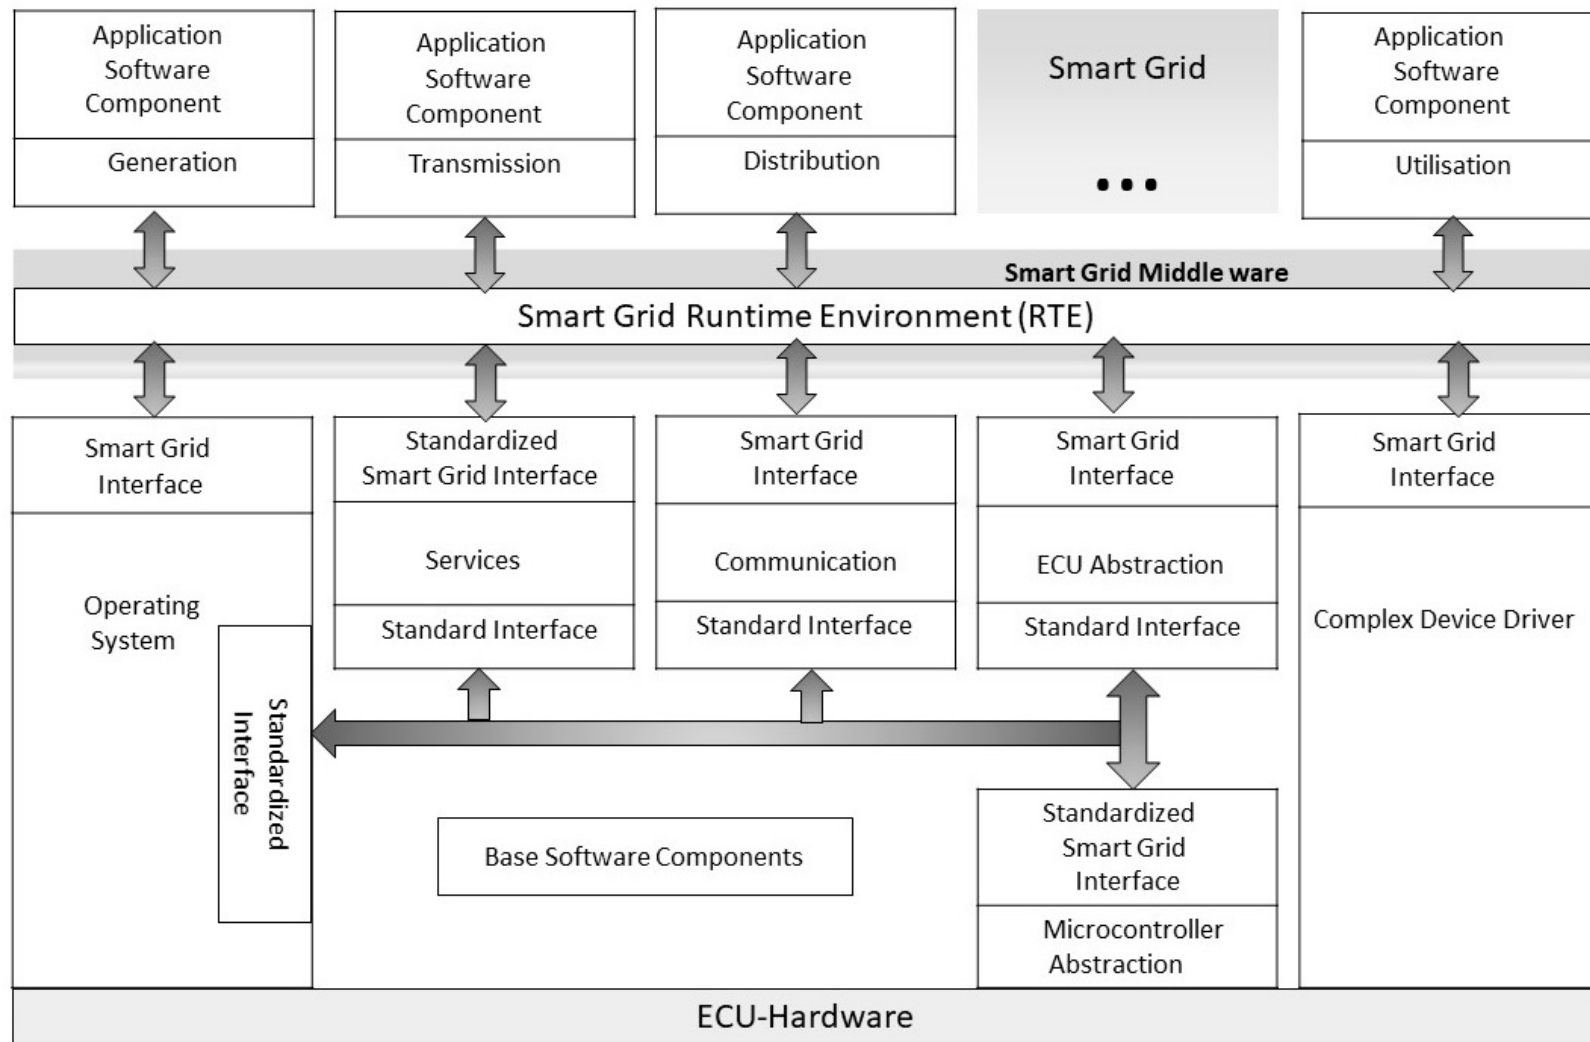 Application
Software
Component
Generation
Application
Software
Component
Transmission
Application
Software
Component
Distribution
Smart Grid
...
Application
Software
Component
Utilisation
Smart Grid Middle ware
Smart Grid Runtime Environment (RTE)
Smart Grid
Interface
Operating
System
Standardized
Interface
Standardized
Smart Grid Interface
Services
Standard Interface
Smart Grid
Interface
Communication
Standard Interface
Smart Grid
Interface
ECU Abstraction
Standard Interface
Smart Grid
Interface
Complex Device Driver
Base Software Components
Standardized
Smart Grid
Interface
Microcontroller
Abstraction
ECU-Hardware